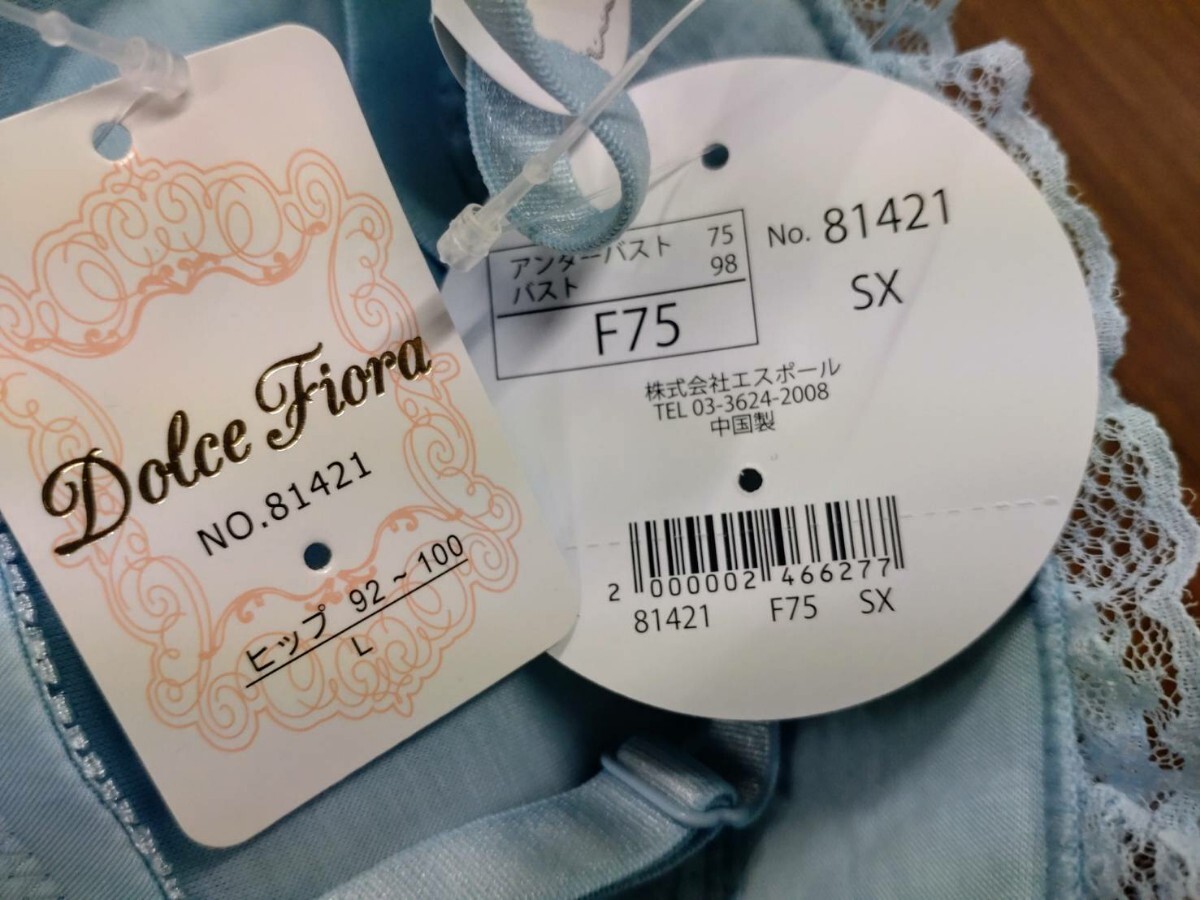 Dolce Fiora
NO.81421
ヒップ 92~100
L
アンダーバスト 75
バスト 98
F75
No. 81421
SX
株式会社エスポール
TEL 03-3624-2008
中国製
2 000002 466277
81421 F75 SX